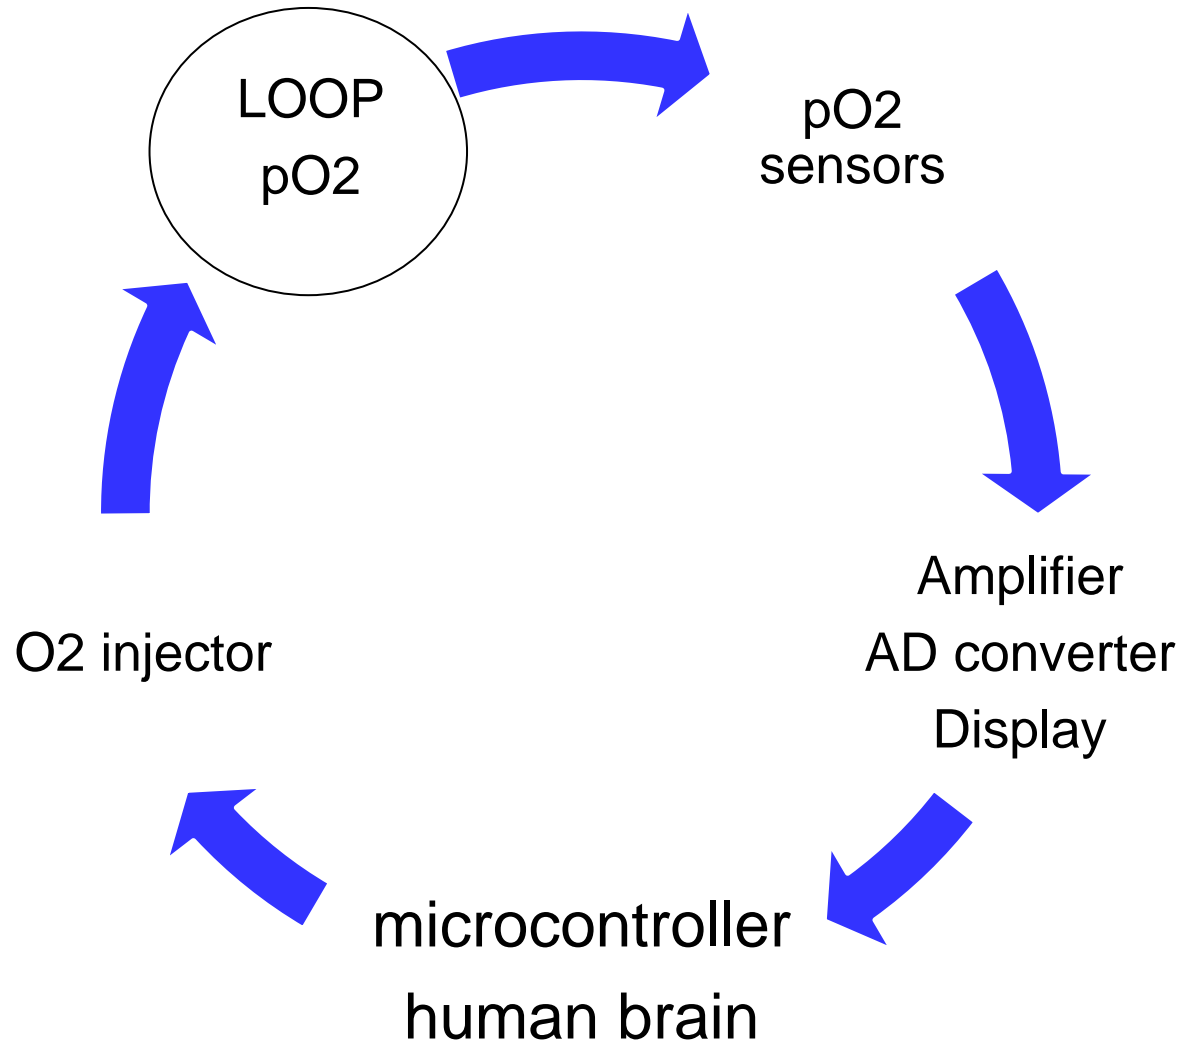 LOOP
pO2
pO2
sensors
Amplifier
AD converter
Display
microcontroller
human brain
O2 injector